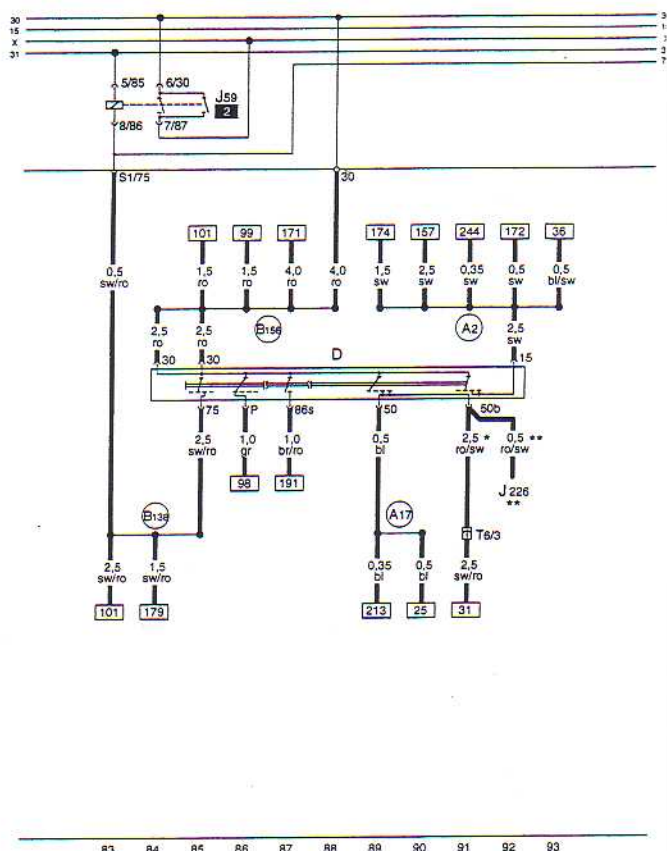 30
15
X
31
5/85 6/30
J59
2
8/86 7/87
S1/75 30
101 99 171 174 157 244 172 36
0,5 1,5 1,5 4,0 4,0 1,5 2,5 0,35 0,5 0,5
sw/ro ro ro ro ro sw sw sw sw bl/sw
2,5 2,5 B156 A2 2,5
ro ro sw
D
30 30 15
75 P 86s 50 50b
2,5 1,0 1,0 0,5 2,5 * 0,5 **
sw/ro gr br/ro bl ro/sw ro/sw
98 191 J 226
**
B138 A17 T6/3
2,5 1,5 0,35 0,5 2,5
sw/ro sw/ro bl bl sw/ro
101 179 213 25 31
83 84 85 86 87 88 89 90 91 92 93